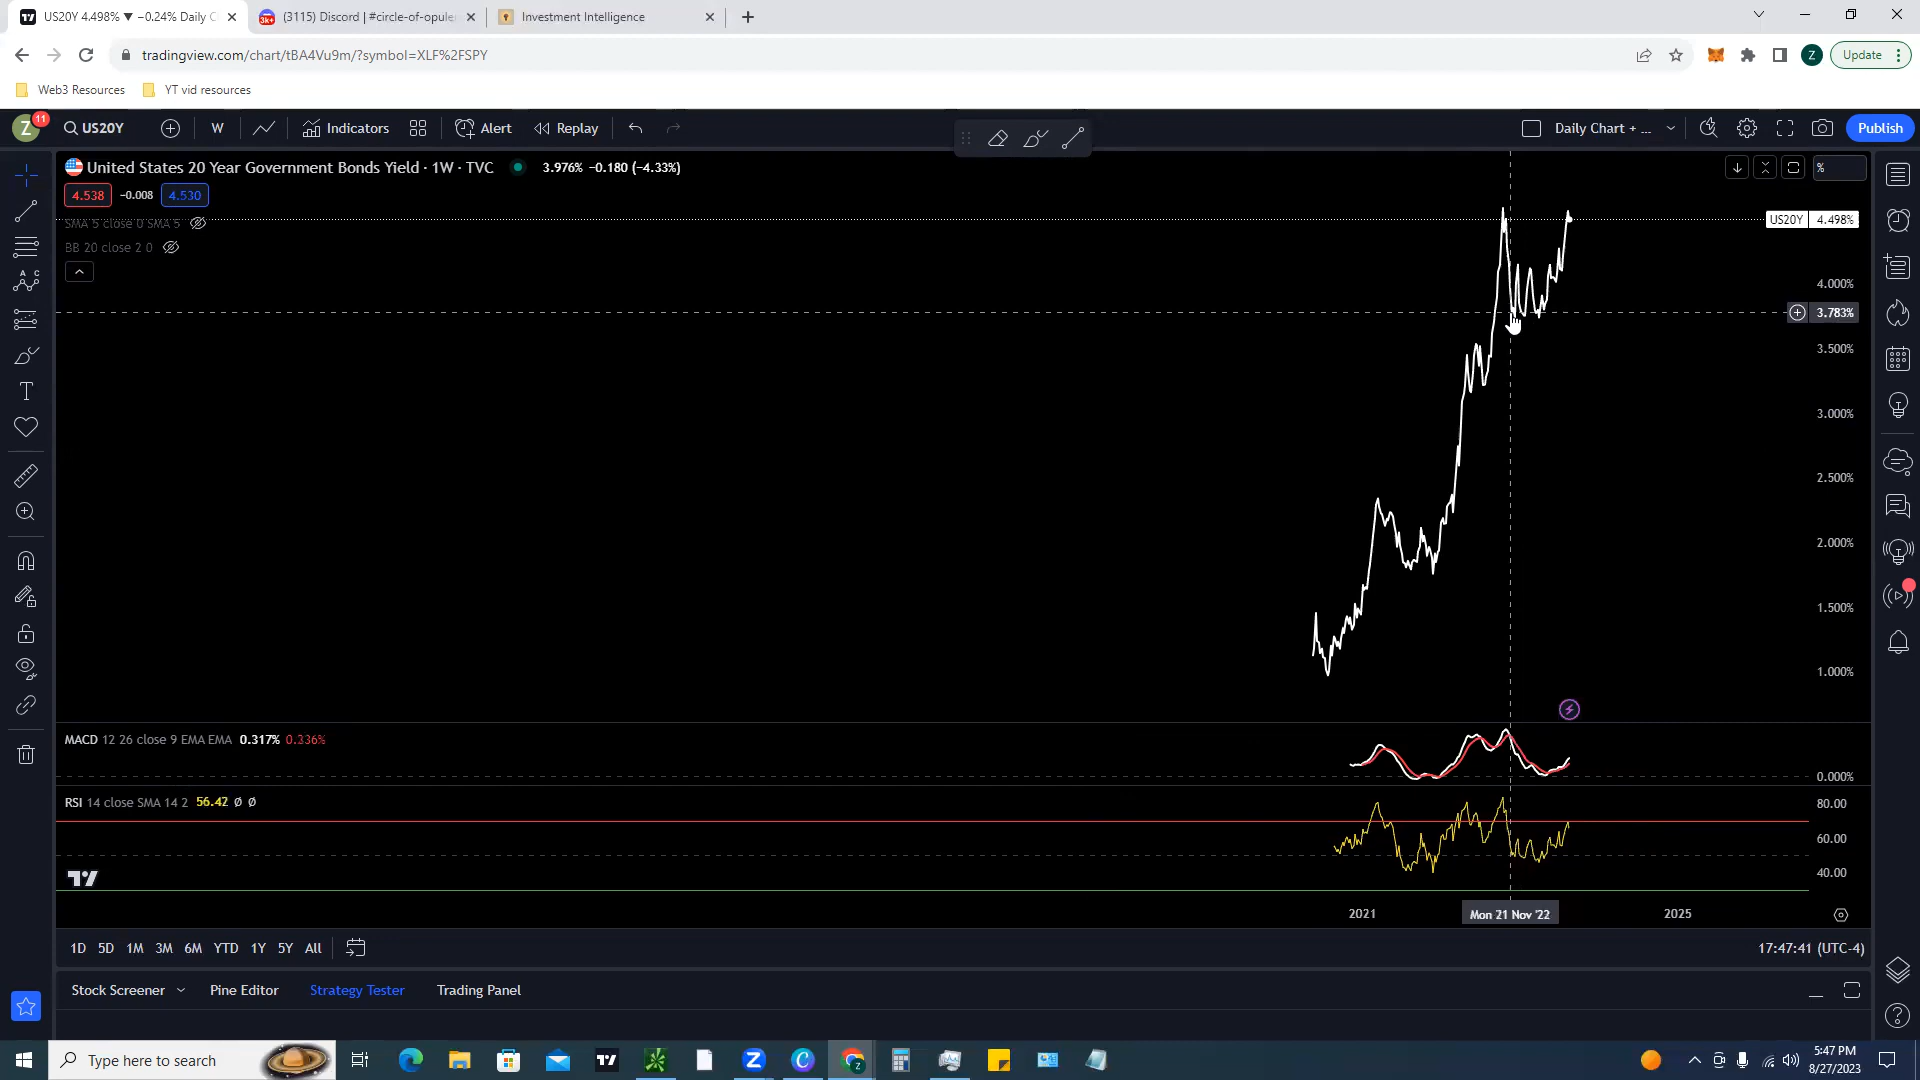 US20Y 4.498% ▼ −0.24% Daily C
(3115) Discord | #circle-of-opule
Investment Intelligence
tradingview.com/chart/tBA4Vu9m/?symbol=XLF%2FSPY
Z
Update
Web3 Resources
YT vid resources
Z
11
US20Y
W
Indicators
Alert
Replay
Daily Chart + ...
Publish
United States 20 Year Government Bonds Yield · 1W · TVC
3.976% −0.180 (−4.33%)
%
4.538
−0.008
4.530
SMA 5 close 0 SMA 5
BB 20 close 2 0
US20Y 4.498%
4.000%
3.783%
3.500%
3.000%
2.500%
2.000%
1.500%
1.000%
MACD 12 26 close 9 EMA EMA 0.317% 0.336%
0.000%
RSI 14 close SMA 14 2 56.42 Ø Ø
80.00
60.00
40.00
2021
Mon 21 Nov '22
2025
1D 5D 1M 3M 6M YTD 1Y 5Y All
17:47:41 (UTC-4)
Stock Screener
Pine Editor
Strategy Tester
Trading Panel
Type here to search
5:47 PM
8/27/2023